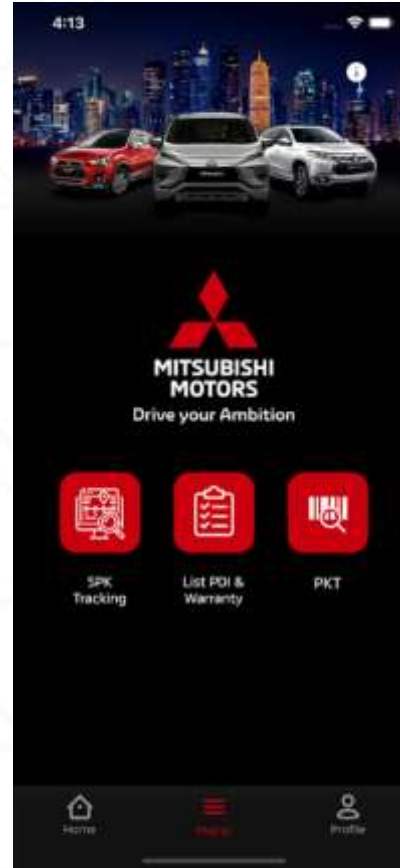 4:13
MITSUBISHI
MOTORS
Drive your Ambition
SPK
Tracking
List PDI &
Warranty
PKT
Home
Menu
Profile